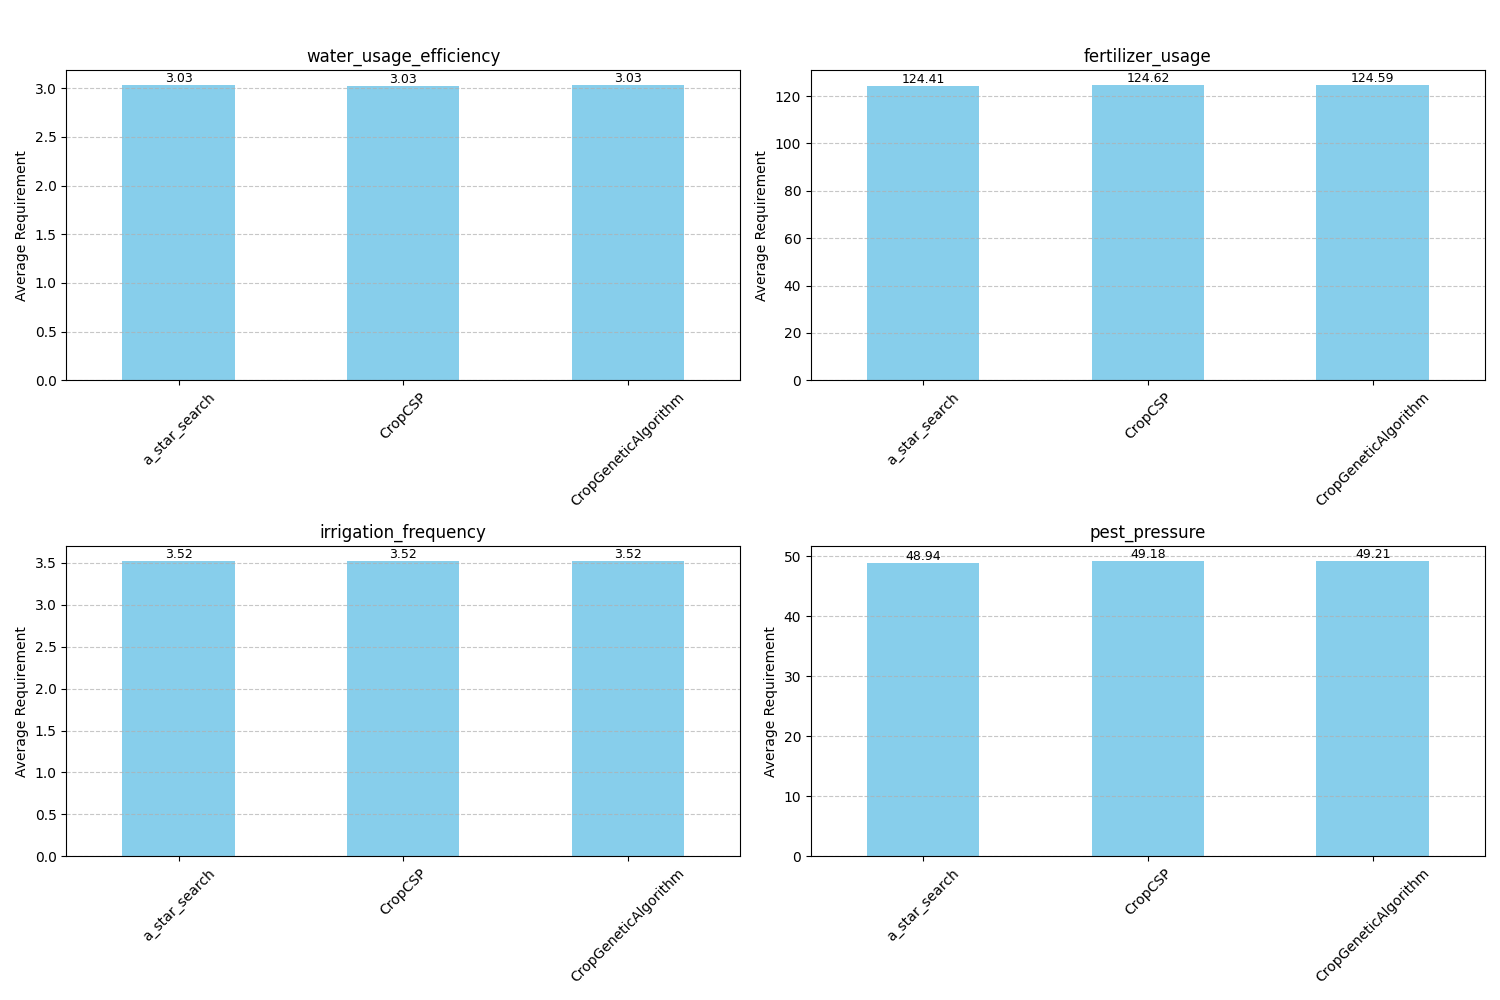 water_usage_efficiency
3.03
3.03
3.03
3.0
2.5
2.0
1.5
1.0
0.5
0.0
Average Requirement
a_star_search
CropCSP
CropGeneticAlgorithm
fertilizer_usage
124.41
124.62
124.59
120
100
80
60
40
20
0
Average Requirement
a_star_search
CropCSP
CropGeneticAlgorithm
irrigation_frequency
3.52
3.52
3.52
3.5
3.0
2.5
2.0
1.5
1.0
0.5
0.0
Average Requirement
a_star_search
CropCSP
CropGeneticAlgorithm
pest_pressure
48.94
49.18
49.21
50
40
30
20
10
0
Average Requirement
a_star_search
CropCSP
CropGeneticAlgorithm